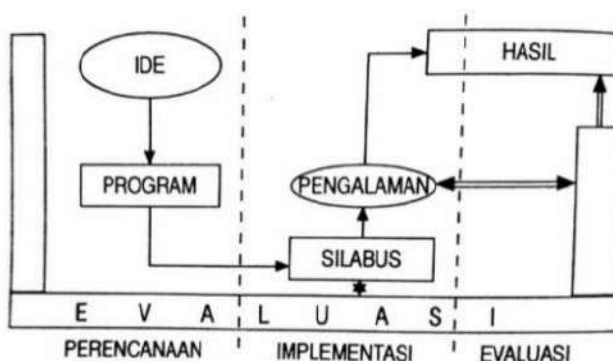 IDE
HASIL
PROGRAM
PENGALAMAN
SILABUS
E V A L U A S I
PERENCANAAN
IMPLEMENTASI
EVALUASI